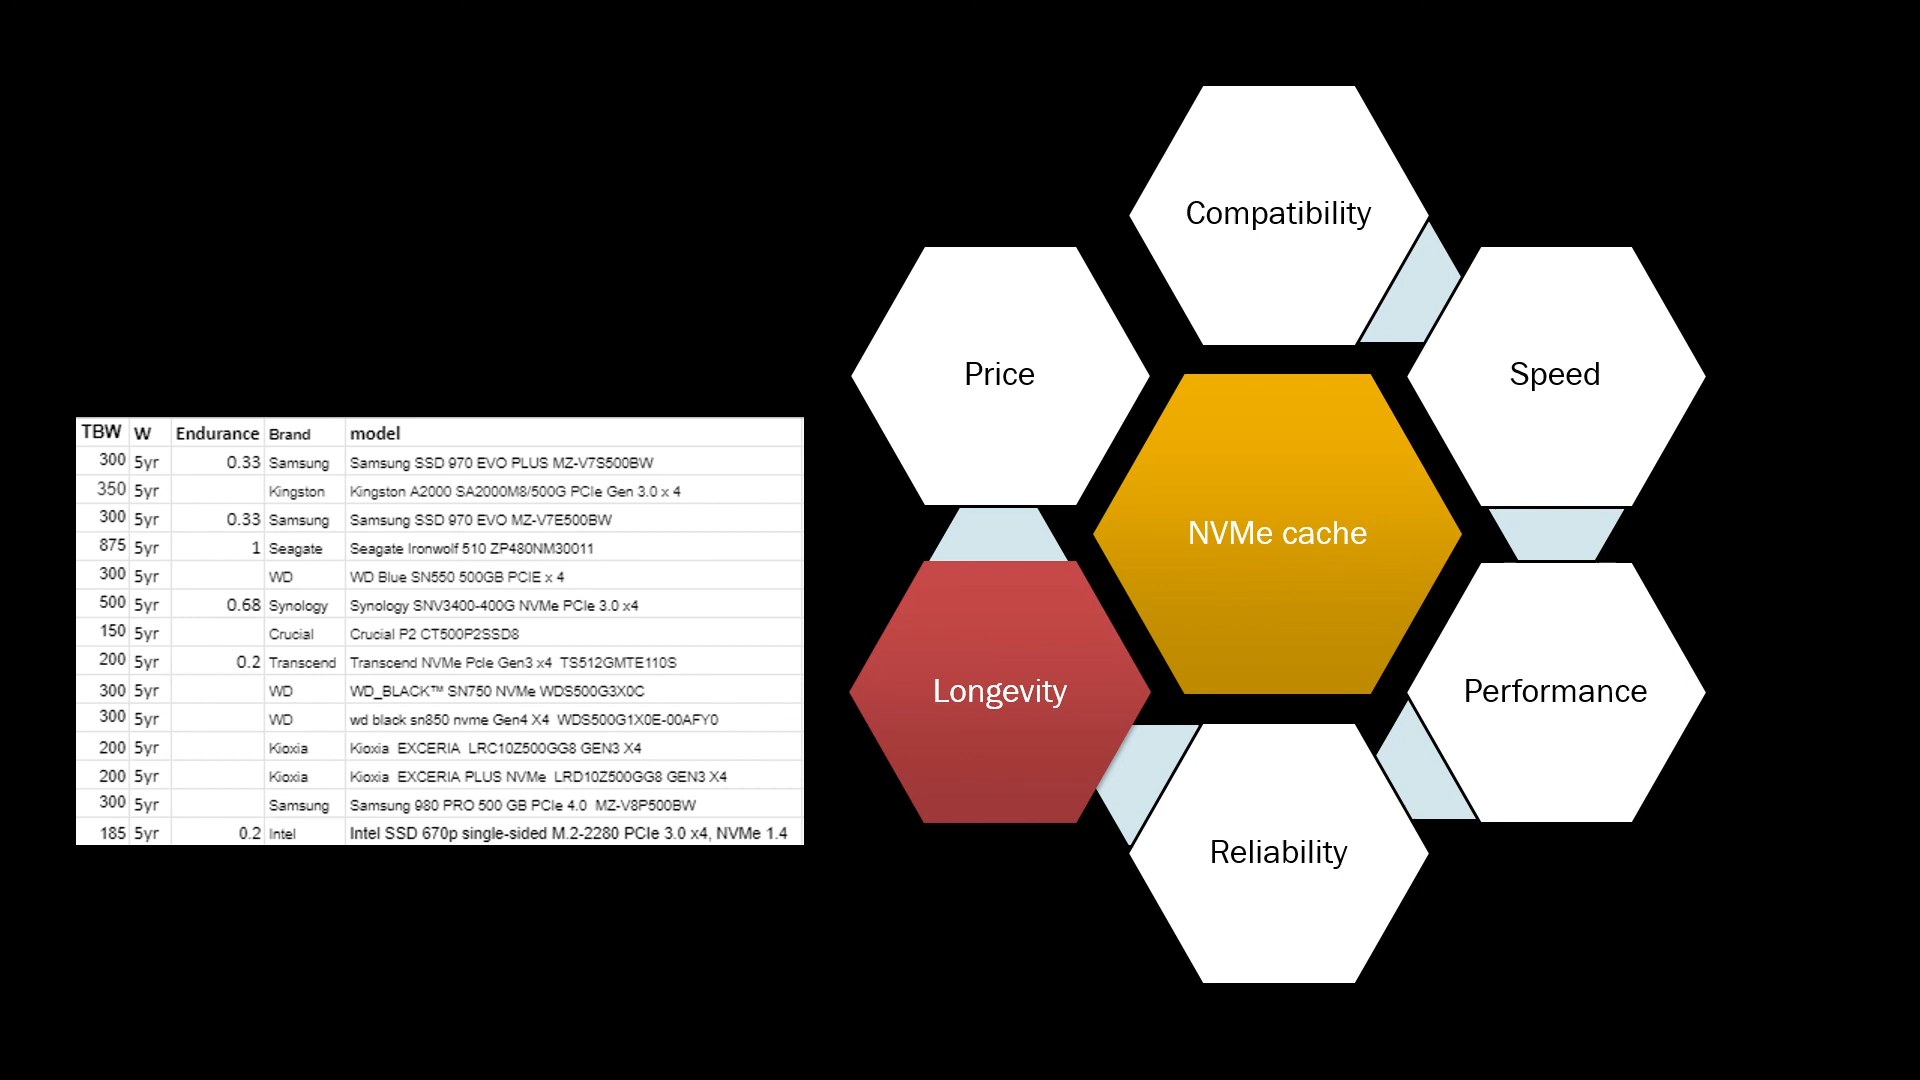 TBW W Endurance Brand model
300 5yr 0.33 Samsung Samsung SSD 970 EVO PLUS MZ-V7S500BW
350 5yr Kingston Kingston A2000 SA2000M8/500G PCIe Gen 3.0 x 4
300 5yr 0.33 Samsung Samsung SSD 970 EVO MZ-V7E500BW
875 5yr 1 Seagate Seagate Ironwolf 510 ZP480NM30011
300 5yr WD WD Blue SN550 500GB PCIE x 4
500 5yr 0.68 Synology Synology SNV3400-400G NVMe PCIe 3.0 x4
150 5yr Crucial Crucial P2 CT500P2SSD8
200 5yr 0.2 Transcend Transcend NVMe PcIe Gen3 x4 TS512GMTE110S
300 5yr WD WD_BLACK™ SN750 NVMe WDS500G3X0C
300 5yr WD wd black sn850 nvme Gen4 X4 WDS500G1X0E-00AFY0
200 5yr Kioxia Kioxia EXCERIA LRC10Z500GG8 GEN3 X4
200 5yr Kioxia Kioxia EXCERIA PLUS NVMe LRD10Z500GG8 GEN3 X4
300 5yr Samsung Samsung 980 PRO 500 GB PCIe 4.0 MZ-V8P500BW
185 5yr 0.2 Intel Intel SSD 670p single-sided M.2-2280 PCIe 3.0 x4, NVMe 1.4
Compatibility
Price
Speed
NVMe cache
Longevity
Performance
Reliability